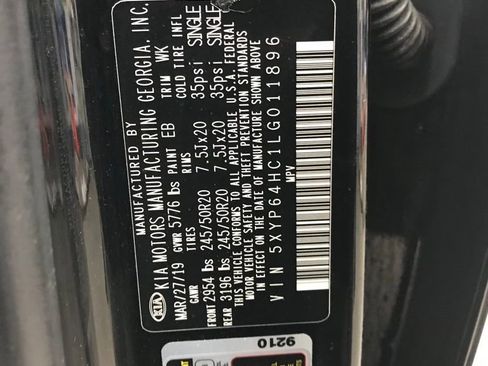 MANUFACTURED BY
KIA KIA MOTORS MANUFACTURING GEORGIA, INC.
MAR/27/19 GVWR 5776 lbs PAINT EB TRIM WK
GAWR TIRES RIMS COLD TIRE INFL
FRONT 2954 lbs 245/50R20 7.5Jx20 35psi SINGLE
REAR 3196 lbs 245/50R20 7.5Jx20 35psi SINGLE
THIS VEHICLE CONFORMS TO ALL APPLICABLE U.S.A. FEDERAL
MOTOR VEHICLE SAFETY AND THEFT PREVENTION STANDARDS
IN EFFECT ON THE DATE OF MANUFACTURE SHOWN ABOVE
VIN 5XYP64HC1LG011896
MPV
9210